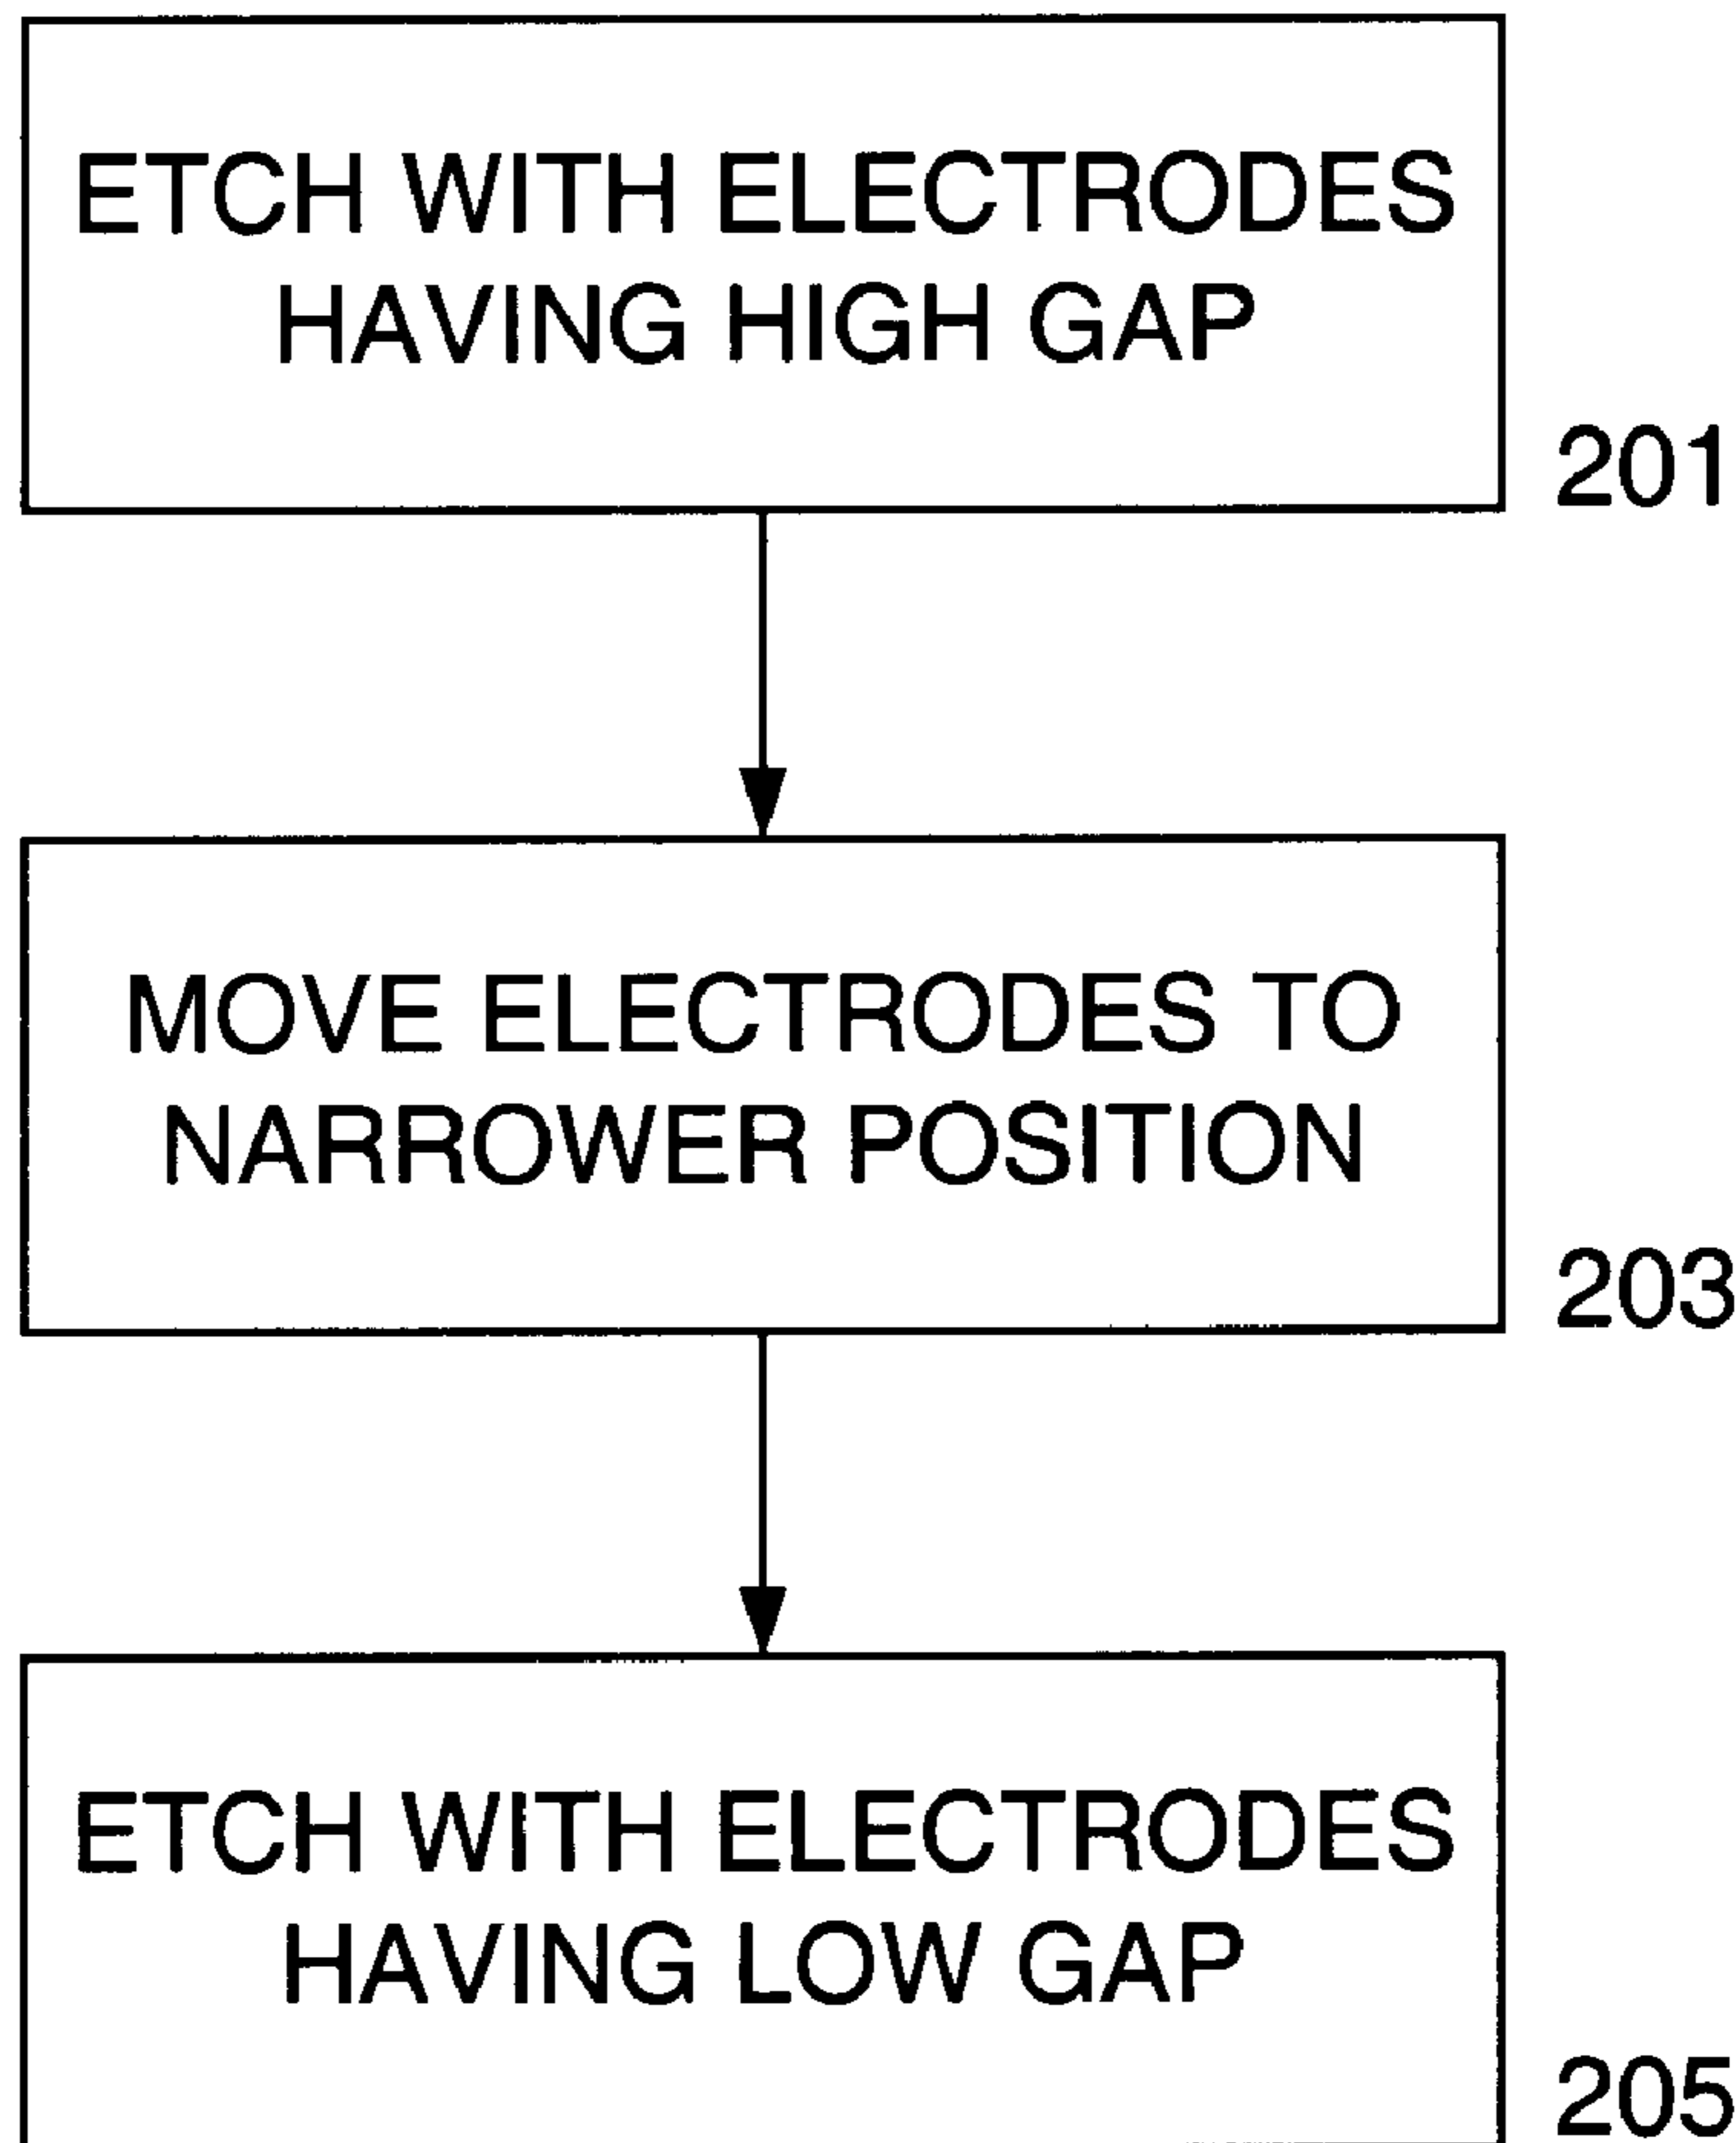 ETCH WITH ELECTRODES
HAVING HIGH GAP
201
MOVE ELECTRODES TO
NARROWER POSITION
203
ETCH WITH ELECTRODES
HAVING LOW GAP
205